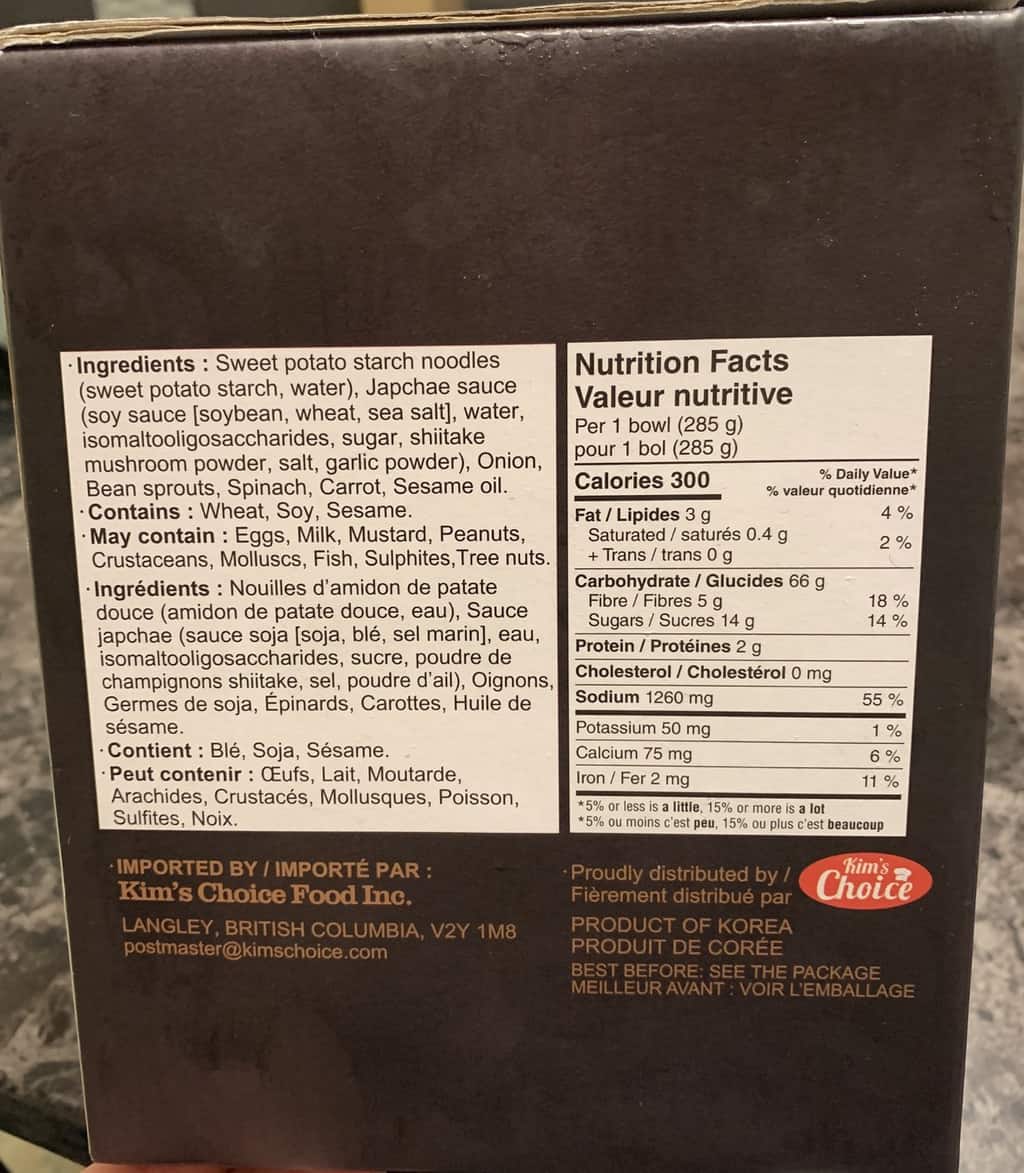 · Ingredients : Sweet potato starch noodles
(sweet potato starch, water), Japchae sauce
(soy sauce [soybean, wheat, sea salt], water,
isomaltooligosaccharides, sugar, shiitake
mushroom powder, salt, garlic powder), Onion,
Bean sprouts, Spinach, Carrot, Sesame oil.
· Contains : Wheat, Soy, Sesame.
· May contain : Eggs, Milk, Mustard, Peanuts,
Crustaceans, Molluscs, Fish, Sulphites,Tree nuts.
· Ingrédients : Nouilles d'amidon de patate
douce (amidon de patate douce, eau), Sauce
japchae (sauce soja [soja, blé, sel marin], eau,
isomaltooligosaccharides, sucre, poudre de
champignons shiitake, sel, poudre d'ail), Oignons,
Germes de soja, Épinards, Carottes, Huile de
sésame.
· Contient : Blé, Soja, Sésame.
· Peut contenir : Œufs, Lait, Moutarde,
Arachides, Crustacés, Mollusques, Poisson,
Sulfites, Noix.
Nutrition Facts
Valeur nutritive
Per 1 bowl (285 g)
pour 1 bol (285 g)
Calories 300
% Daily Value*
% valeur quotidienne*
Fat / Lipides 3 g 4 %
Saturated / saturés 0.4 g
+ Trans / trans 0 g
2 %
Carbohydrate / Glucides 66 g
Fibre / Fibres 5 g 18 %
Sugars / Sucres 14 g 14 %
Protein / Protéines 2 g
Cholesterol / Cholestérol 0 mg
Sodium 1260 mg 55 %
Potassium 50 mg 1 %
Calcium 75 mg 6 %
Iron / Fer 2 mg 11 %
*5% or less is a little, 15% or more is a lot
*5% ou moins c'est peu, 15% ou plus c'est beaucoup
· IMPORTED BY / IMPORTÉ PAR :
Kim's Choice Food Inc.
LANGLEY, BRITISH COLUMBIA, V2Y 1M8
postmaster@kimschoice.com
· Proudly distributed by /
Fièrement distribué par
Kim's
Choice
PRODUCT OF KOREA
PRODUIT DE CORÉE
BEST BEFORE: SEE THE PACKAGE
MEILLEUR AVANT : VOIR L'EMBALLAGE